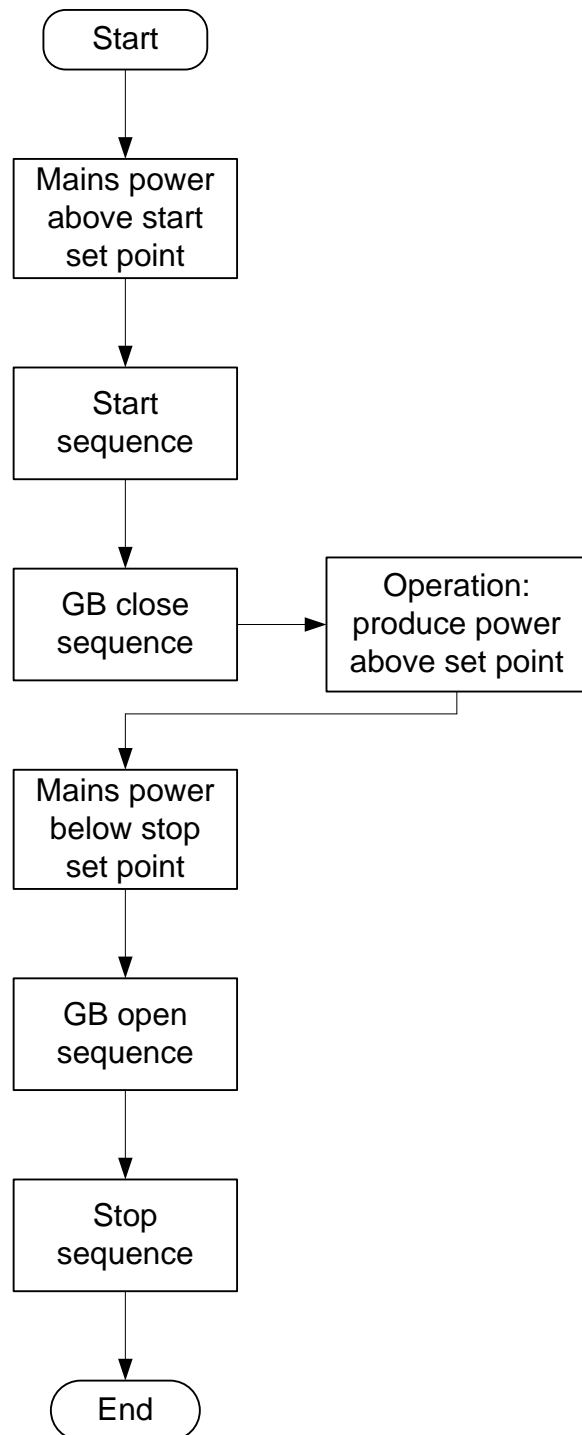 Start
Mains power
above start
set point
Start
sequence
GB close
sequence
Operation:
produce power
above set point
Mains power
below stop
set point
GB open
sequence
Stop
sequence
End